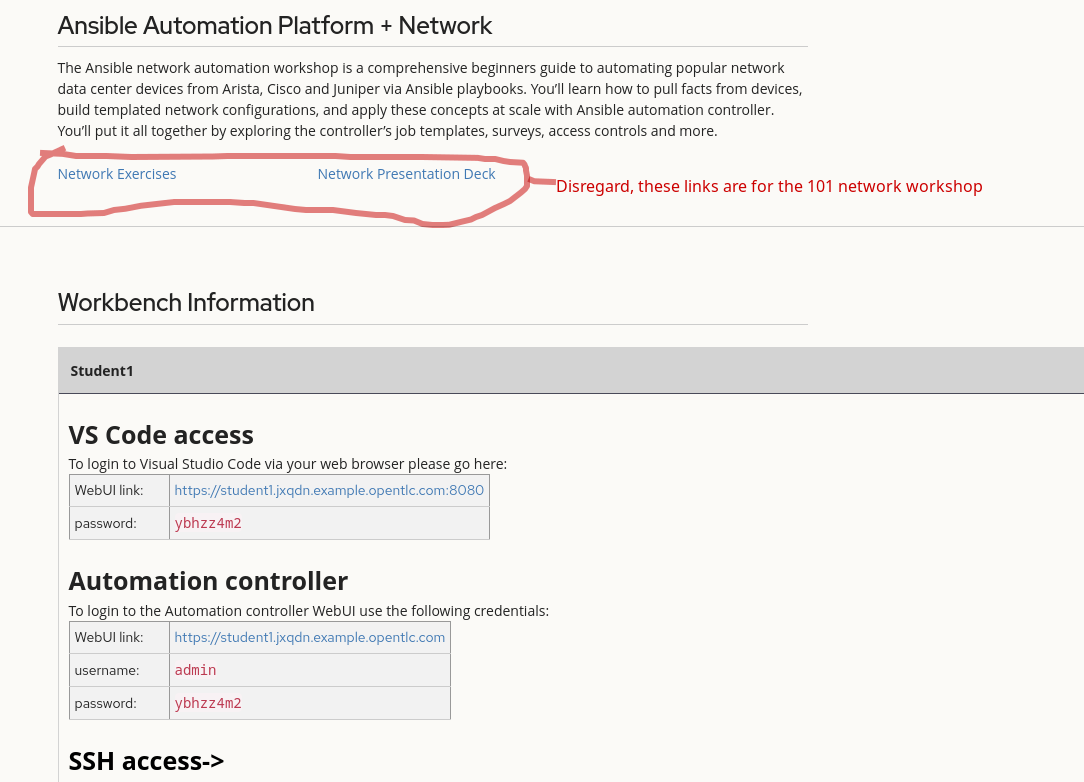 Ansible Automation Platform + Network
The Ansible network automation workshop is a comprehensive beginners guide to automating popular network
data center devices from Arista, Cisco and Juniper via Ansible playbooks. You’ll learn how to pull facts from devices,
build templated network configurations, and apply these concepts at scale with Ansible automation controller.
You’ll put it all together by exploring the controller’s job templates, surveys, access controls and more.
Network Exercises Network Presentation Deck
Disregard, these links are for the 101 network workshop
Workbench Information
Student1
VS Code access
To login to Visual Studio Code via your web browser please go here:
WebUI link: https://student1.jxqdn.example.opentlc.com:8080
password: ybhzz4m2
Automation controller
To login to the Automation controller WebUI use the following credentials:
WebUI link: https://student1.jxqdn.example.opentlc.com
username: admin
password: ybhzz4m2
SSH access->